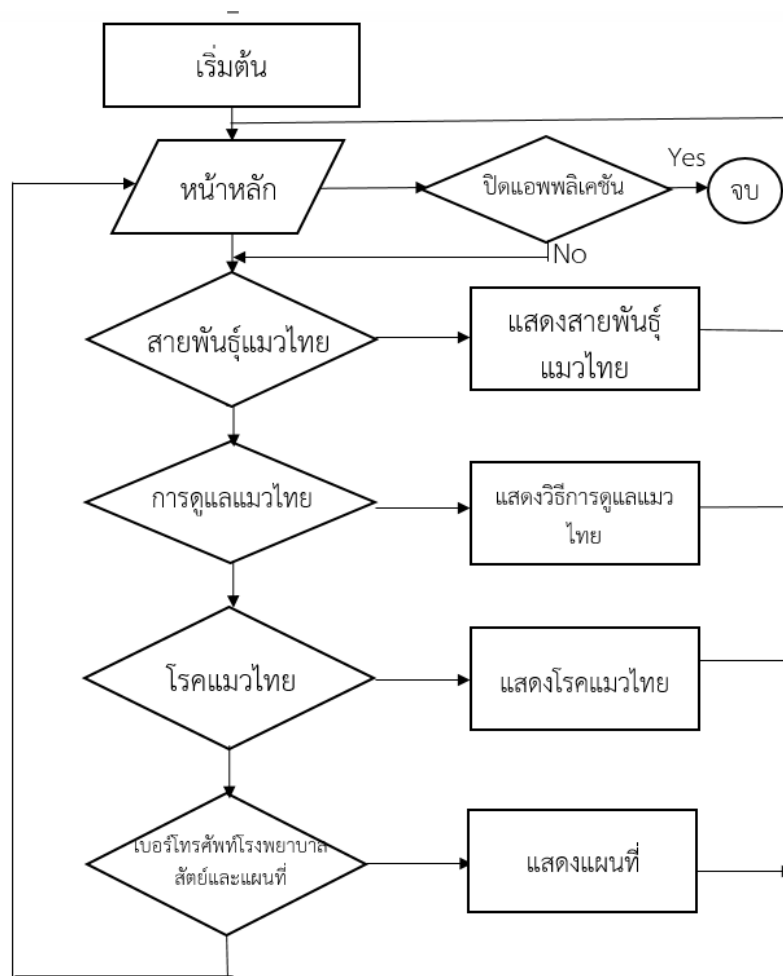 เริ่มต้น
หน้าหลัก
ปิดแอพพลิเคชัน
Yes
จบ
No
สายพันธุ์แมวไทย
แสดงสายพันธุ์
แมวไทย
การดูแลแมวไทย
แสดงวิธีการดูแลแมว
ไทย
โรคแมวไทย
แสดงโรคแมวไทย
เบอร์โทรศัพท์โรงพยาบาล
สัตย์และแผนที่
แสดงแผนที่